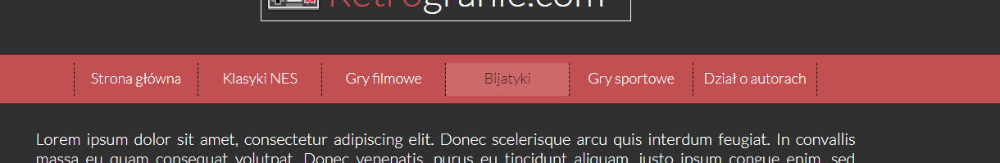 Retrogranie.com
Strona główna Klasyki NES Gry filmowe Bijatyki Gry sportowe Dział o autorach
Lorem ipsum dolor sit amet, consectetur adipiscing elit. Donec scelerisque arcu quis interdum feugiat. In convallis
massa eu quam consequat volutpat. Donec venenatis, purus eu tincidunt aliquam, justo ipsum congue enim, sed